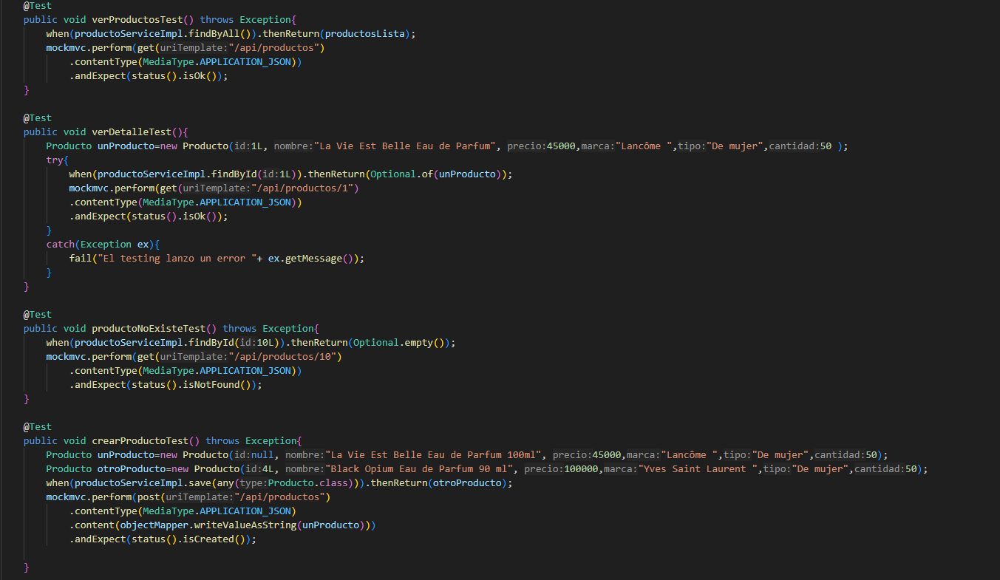 @Test
public void verProductosTest() throws Exception{
when(productoServiceImpl.findByAll()).thenReturn(productosLista);
mockmvc.perform(get(uriTemplate:"/api/productos")
.contentType(MediaType.APPLICATION_JSON))
.andExpect(status().isOk());
}
@Test
public void verDetalleTest(){
Producto unProducto=new Producto(id:1L, nombre:"La Vie Est Belle Eau de Parfum", precio:45000,marca:"Lancôme ",tipo:"De mujer",cantidad:50 );
try{
when(productoServiceImpl.findById(id:1L)).thenReturn(Optional.of(unProducto));
mockmvc.perform(get(uriTemplate:"/api/productos/1")
.contentType(MediaType.APPLICATION_JSON))
.andExpect(status().isOk());
}
catch(Exception ex){
fail("El testing lanzo un error "+ ex.getMessage());
}
}
@Test
public void productoNoExisteTest() throws Exception{
when(productoServiceImpl.findById(id:10L)).thenReturn(Optional.empty());
mockmvc.perform(get(uriTemplate:"/api/productos/10")
.contentType(MediaType.APPLICATION_JSON))
.andExpect(status().isNotFound());
}
@Test
public void crearProductoTest() throws Exception{
Producto unProducto=new Producto(id:null, nombre:"La Vie Est Belle Eau de Parfum 100ml", precio:45000,marca:"Lancôme ",tipo:"De mujer",cantidad:50);
Producto otroProducto=new Producto(id:4L, nombre:"Black Opium Eau de Parfum 90 ml", precio:100000,marca:"Yves Saint Laurent ",tipo:"De mujer",cantidad:50);
when(productoServiceImpl.save(any(type:Producto.class))).thenReturn(otroProducto);
mockmvc.perform(post(uriTemplate:"/api/productos")
.contentType(MediaType.APPLICATION_JSON)
.content(objectMapper.writeValueAsString(unProducto)))
.andExpect(status().isCreated());
}